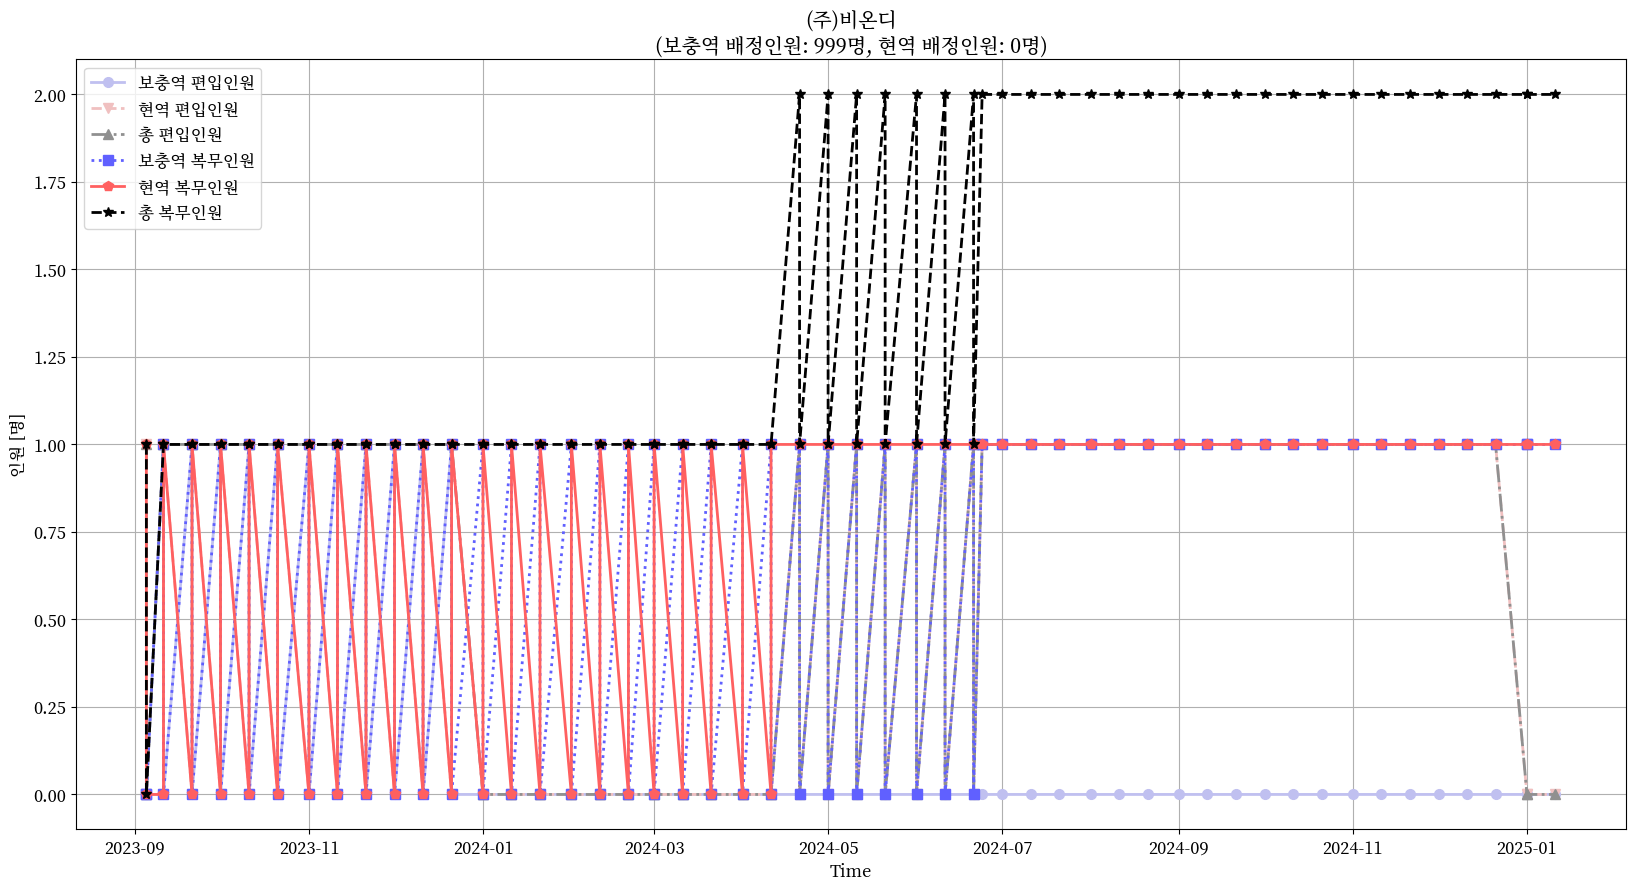 (주)비온디
(보충역 배정인원: 999명, 현역 배정인원: 0명)
보충역 편입인원
현역 편입인원
총 편입인원
보충역 복무인원
현역 복무인원
총 복무인원
인원 [명]
2.00
1.75
1.50
1.25
1.00
0.75
0.50
0.25
0.00
2023-09 2023-11 2024-01 2024-03 2024-05 2024-07 2024-09 2024-11 2025-01
Time